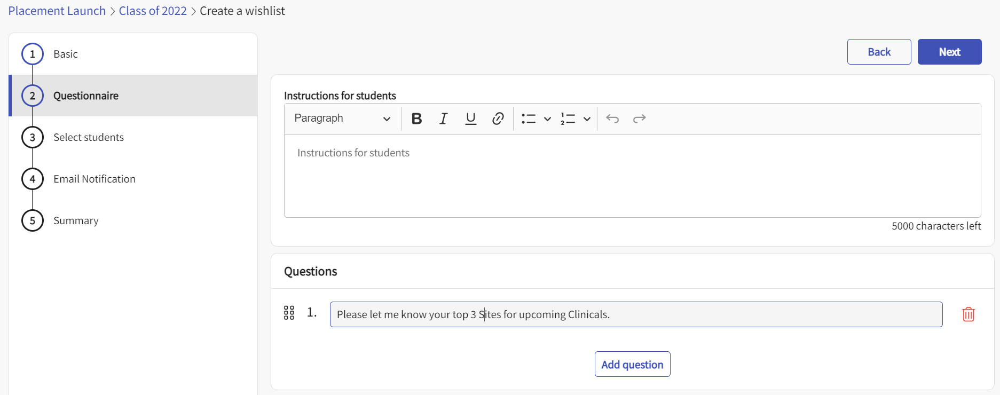 Placement Launch > Class of 2022 > Create a wishlist
1 Basic
2 Questionnaire
3 Select students
4 Email Notification
5 Summary
Back Next
Instructions for students
Paragraph B I U
Instructions for students
5000 characters left
Questions
1. Please let me know your top 3 Sites for upcoming Clinicals.
Add question